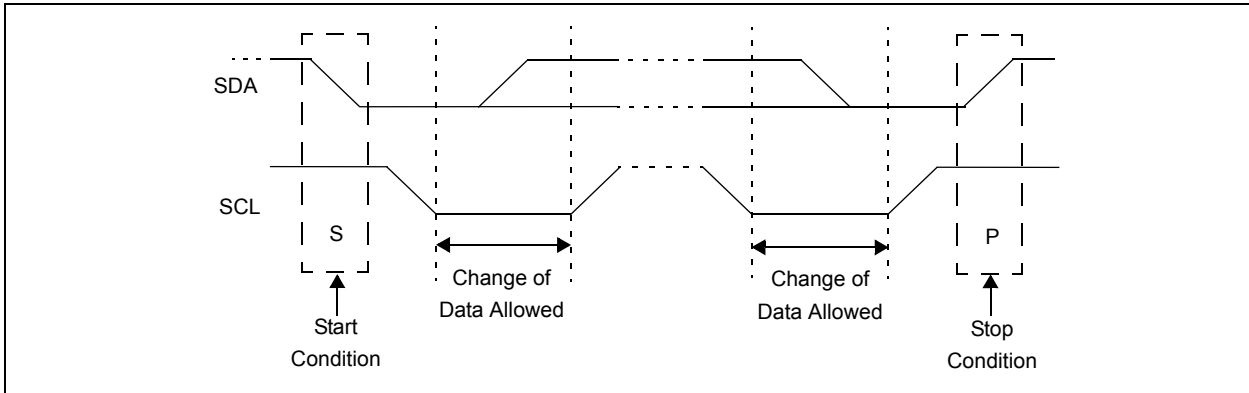 SDA
SCL
S
P
Change of
Data Allowed
Change of
Data Allowed
Start
Condition
Stop
Condition